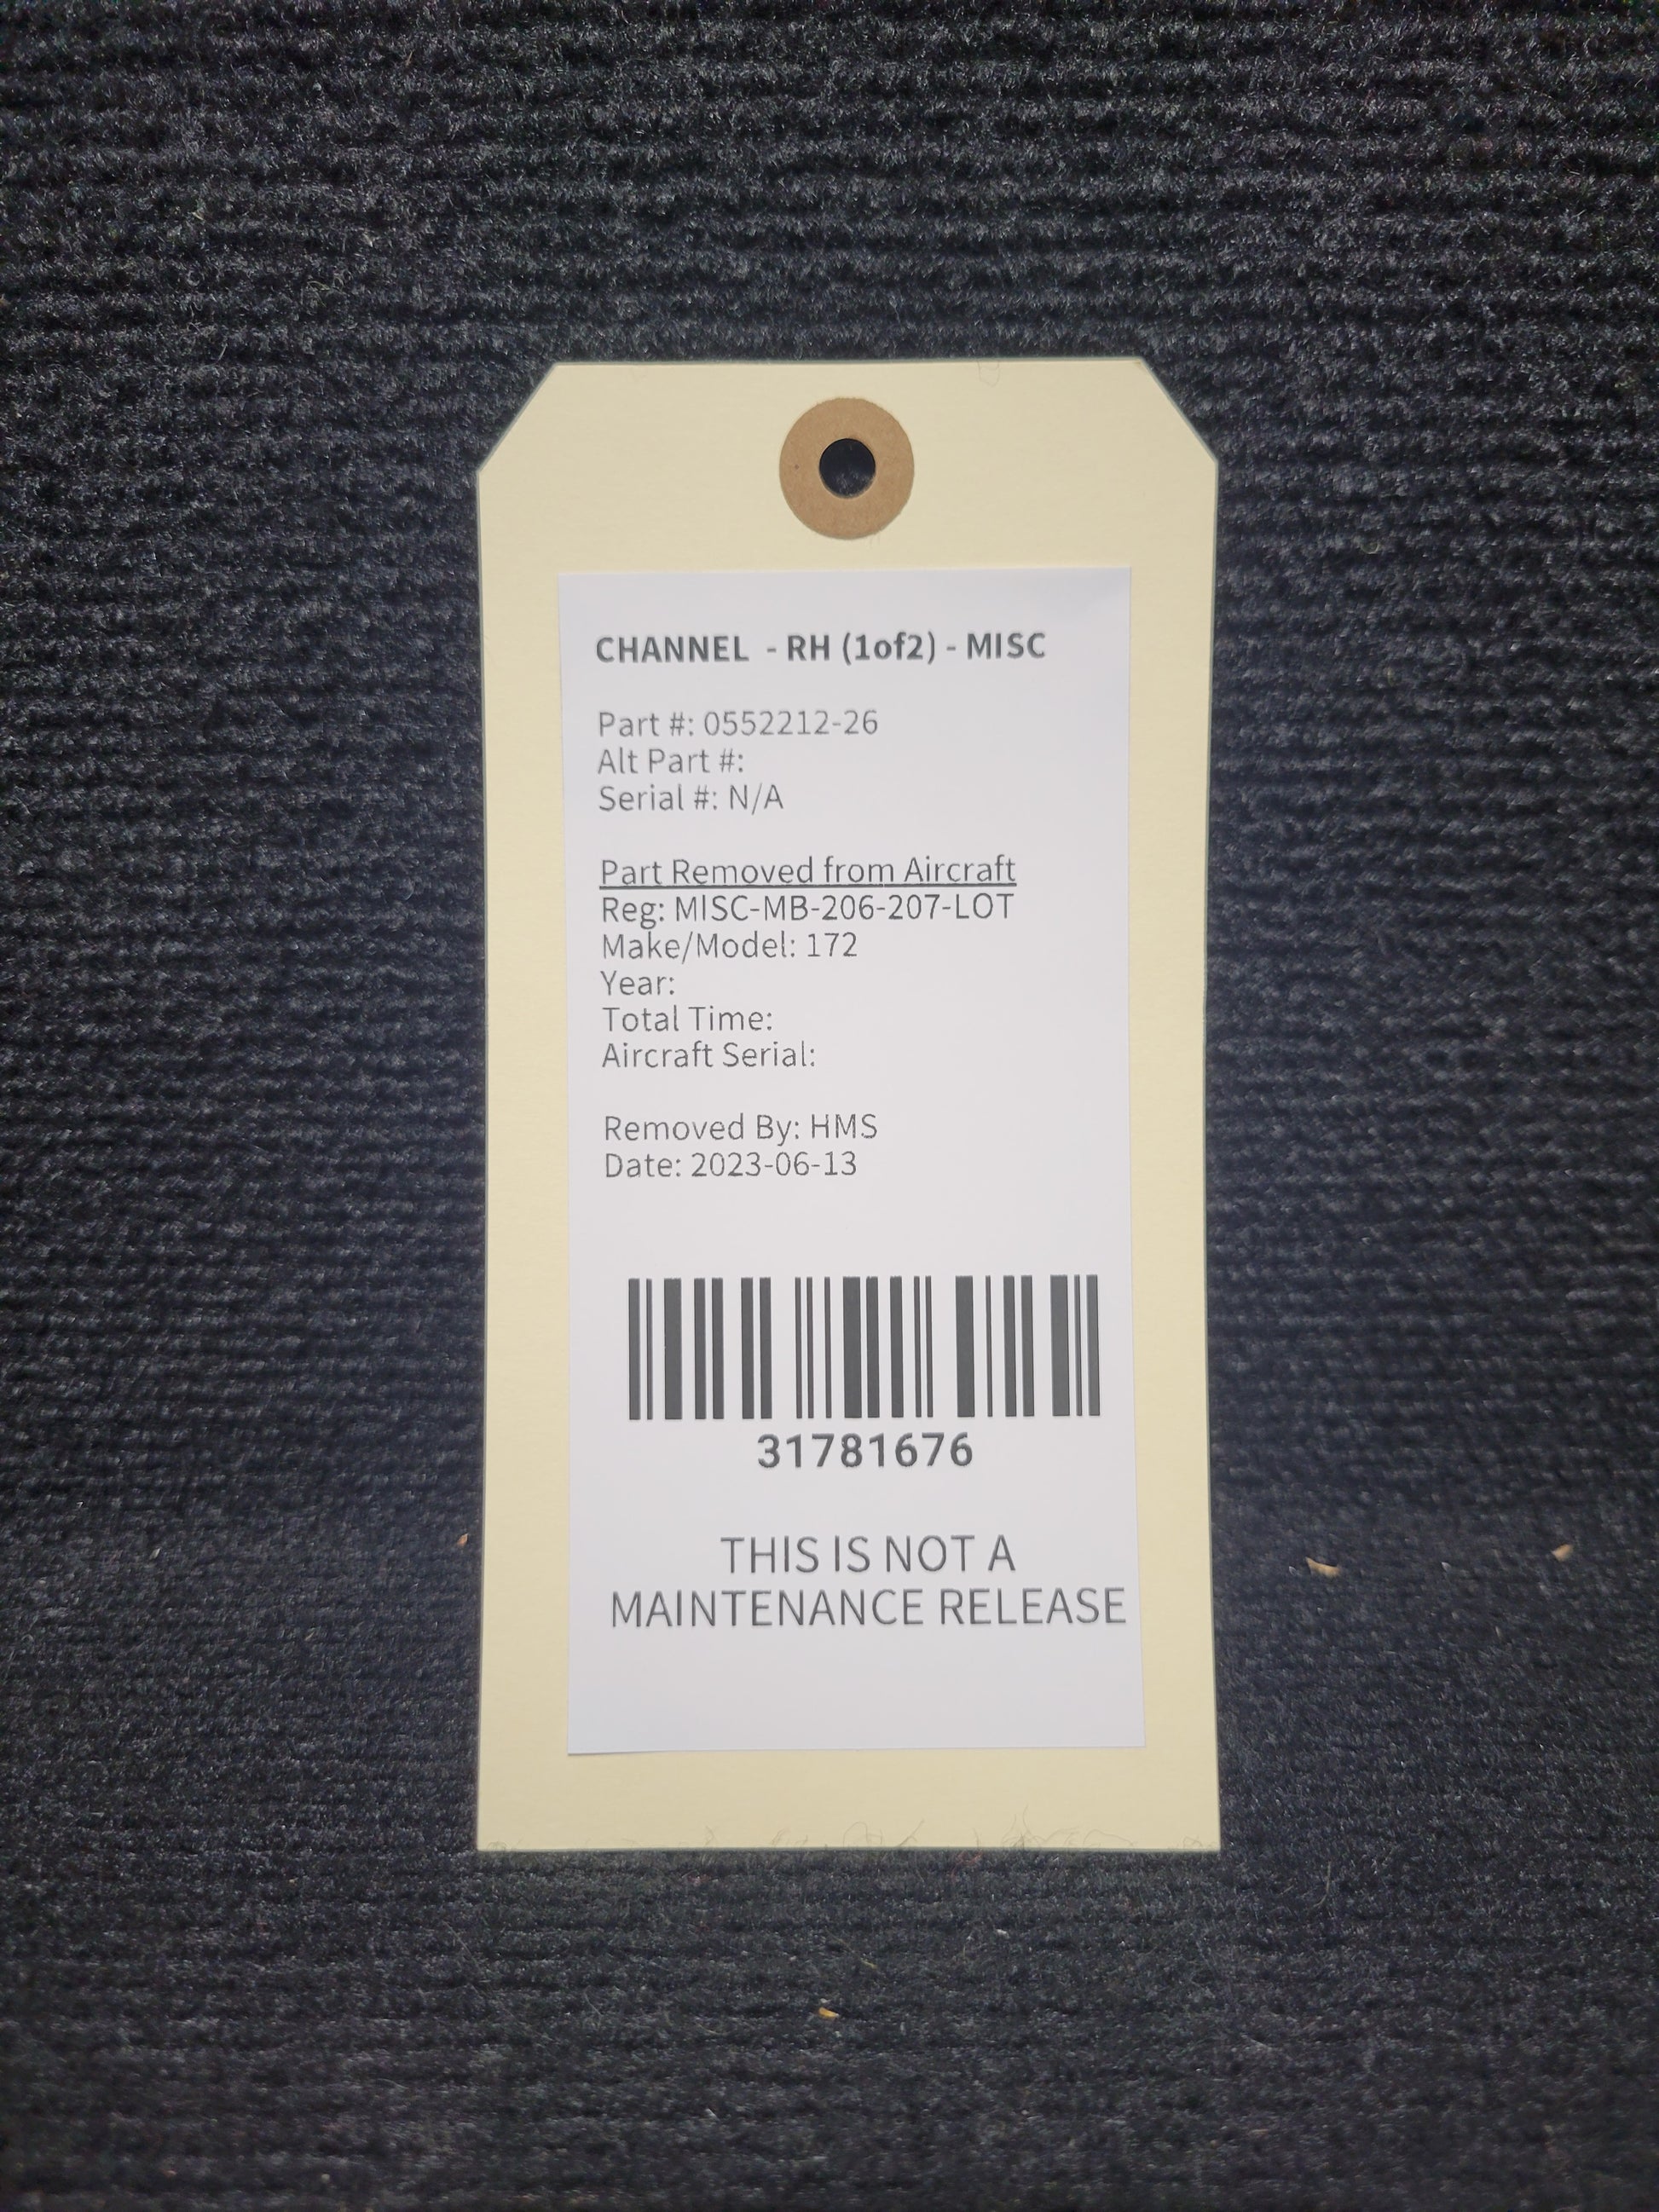 CHANNEL - RH (1of2) - MISC
Part #: 0552212-26
Alt Part #:
Serial #: N/A
Part Removed from Aircraft
Reg: MISC-MB-206-207-LOT
Make/Model: 172
Year:
Total Time:
Aircraft Serial:
Removed By: HMS
Date: 2023-06-13
31781676
THIS IS NOT A
MAINTENANCE RELEASE